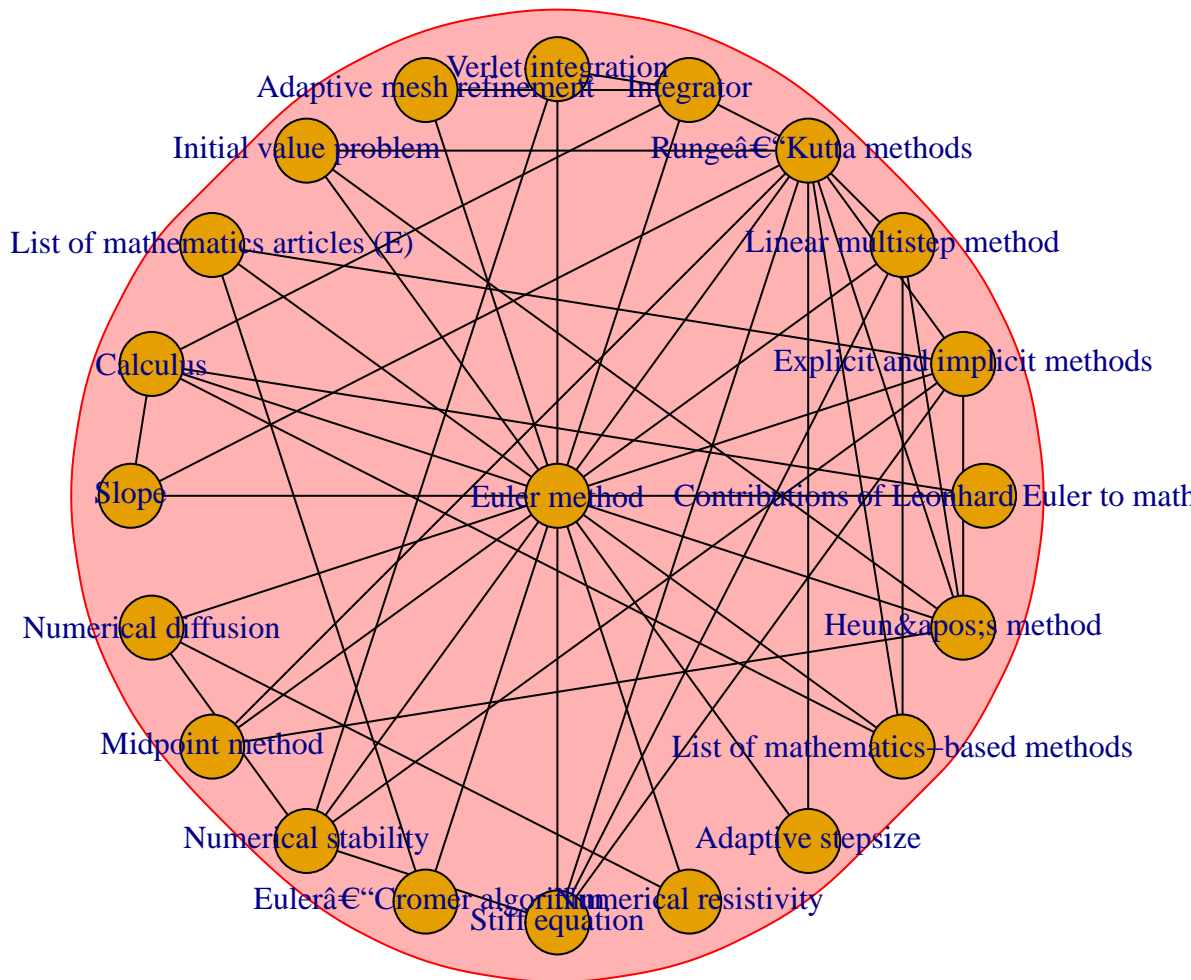 Verlet integration
Adaptive mesh refinement
Integrator
Initial value problem
Rungeâ€“Kutta methods
List of mathematics articles (E)
Linear multistep method
Calculus
Explicit and implicit methods
Slope
Euler method
Contributions of Leonhard Euler to math
Numerical diffusion
Heun&apos;s method
Midpoint method
List of mathematics−based methods
Numerical stability
Adaptive stepsize
Eulerâ€“Cromer algorithm
Numerical resistivity
Stiff equation